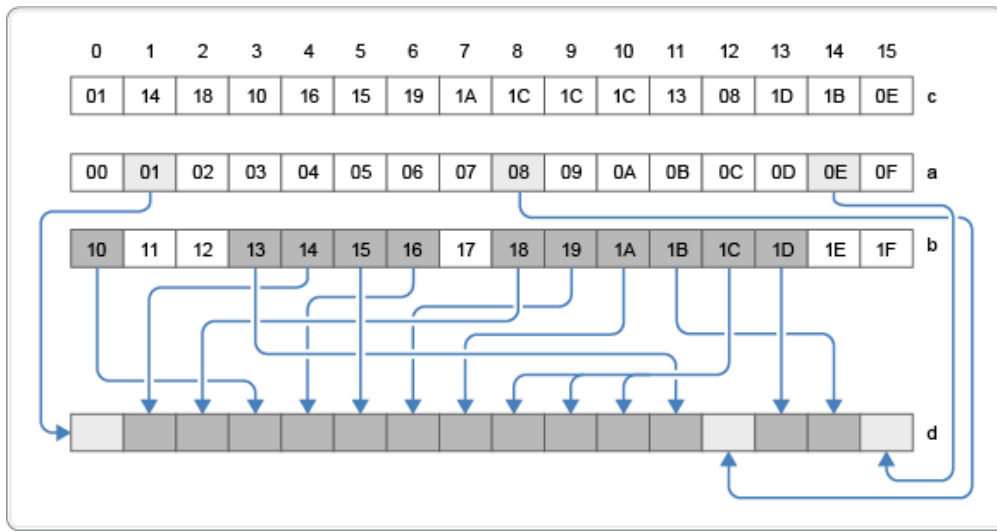 0 1 2 3 4 5 6 7 8 9 10 11 12 13 14 15
01 14 18 10 16 15 19 1A 1C 1C 1C 13 08 1D 1B 0E c
00 01 02 03 04 05 06 07 08 09 0A 0B 0C 0D 0E 0F a
10 11 12 13 14 15 16 17 18 19 1A 1B 1C 1D 1E 1F b
d